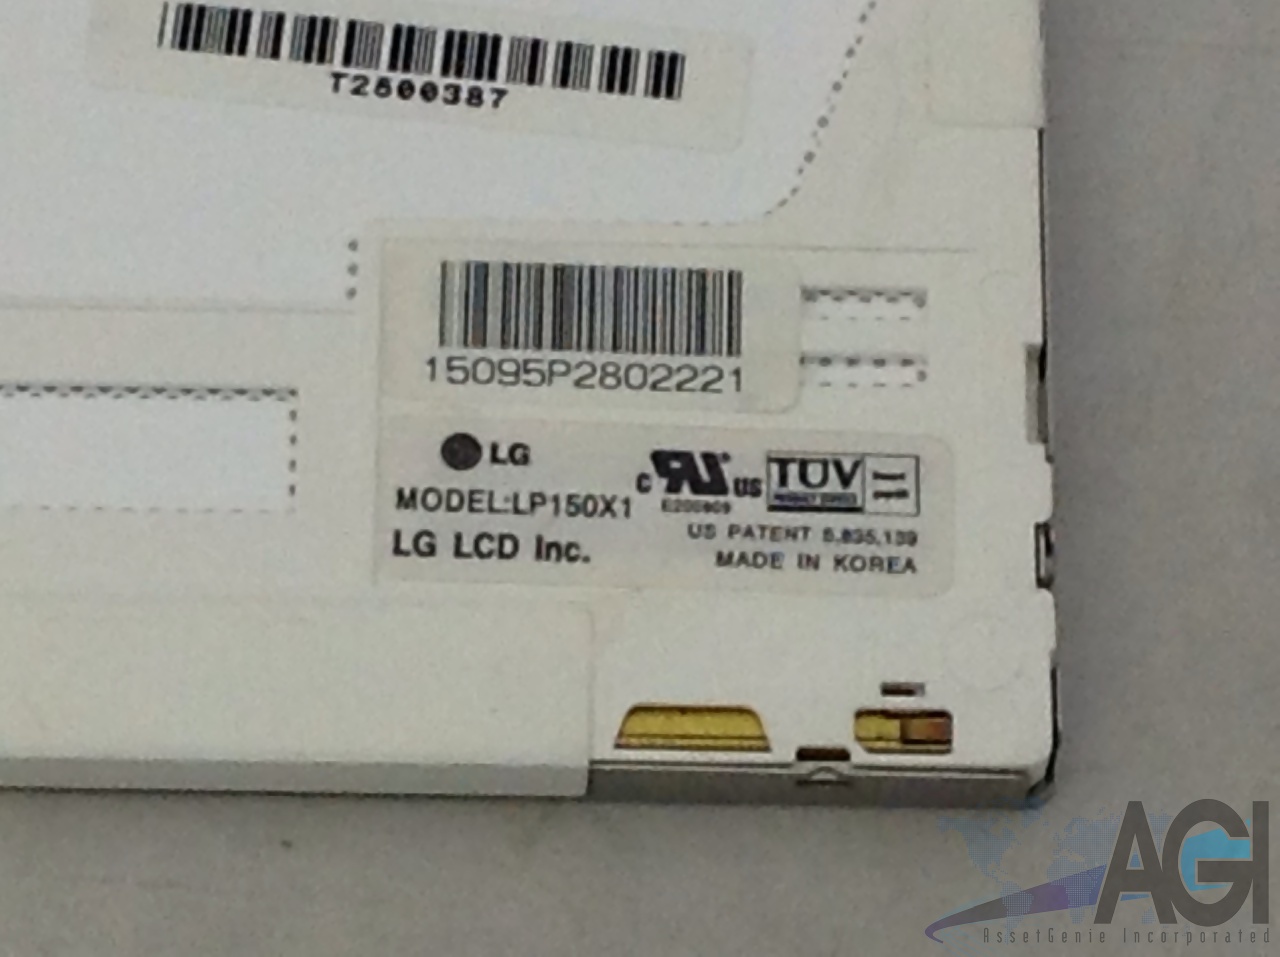 T2800387
15095P2802221
LG
MODEL:LP150X1
LG LCD Inc.
C US
TÜV
US PATENT 5,835,139
MADE IN KOREA
AGI
AssetGenie Incorporated